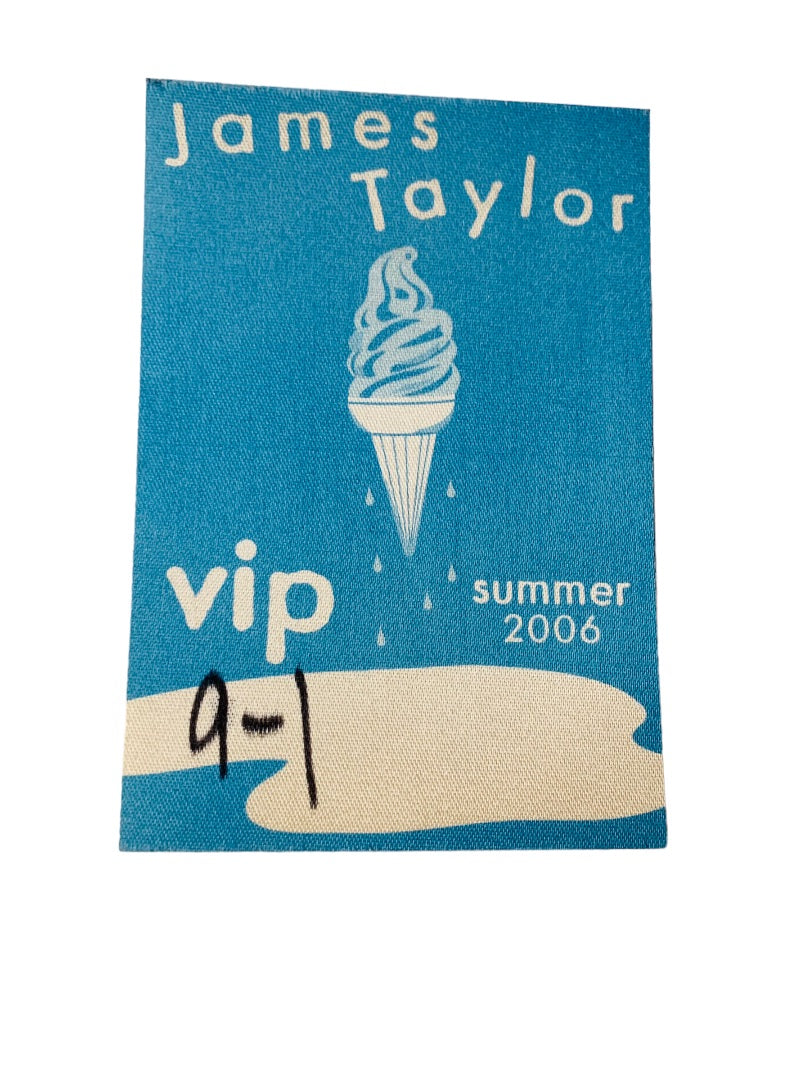 James
Taylor
vip
summer
2006
9-1